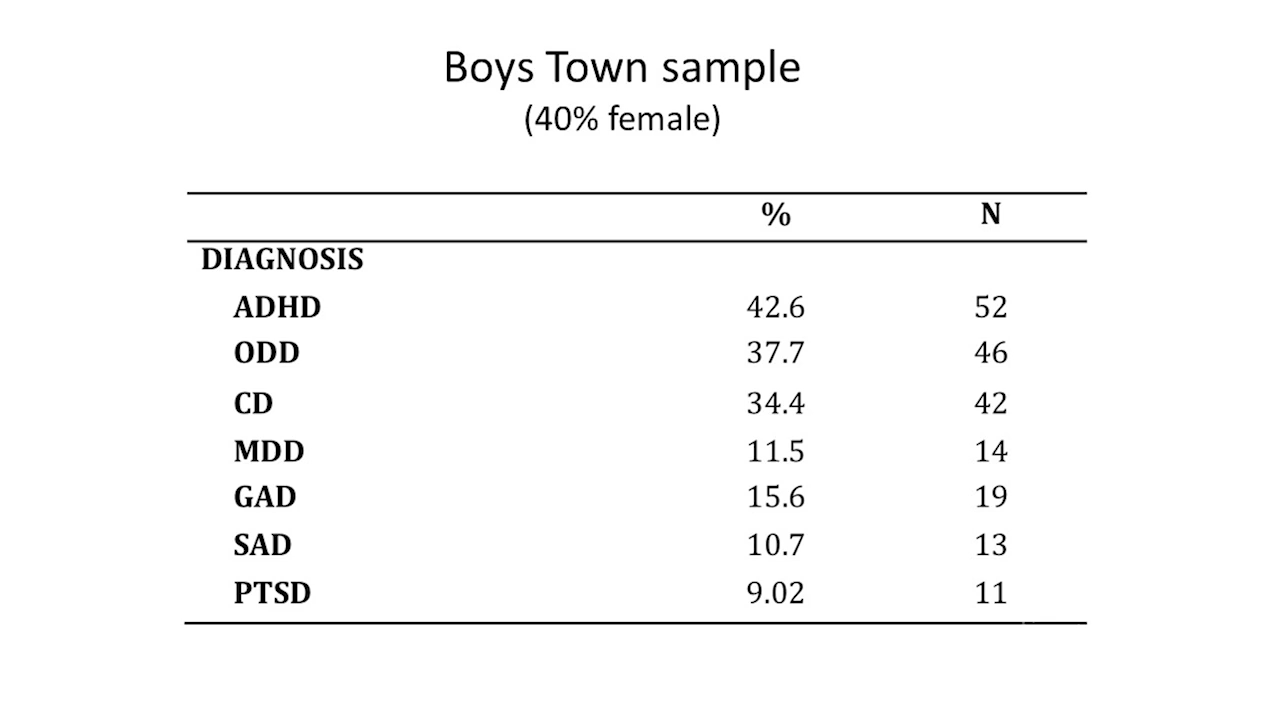 Boys Town sample
(40% female)
% N
DIAGNOSIS
ADHD 42.6 52
ODD 37.7 46
CD 34.4 42
MDD 11.5 14
GAD 15.6 19
SAD 10.7 13
PTSD 9.02 11